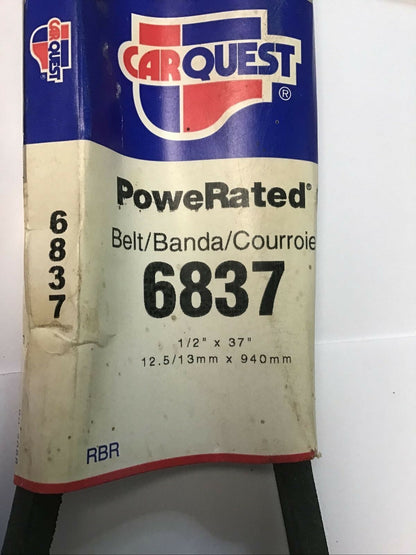 CARQUEST
CARQUEST
®
PoweRated®
Belt/Banda/Courroie
6837
6837
1/2" x 37"
12.5/13mm x 940mm
RBR